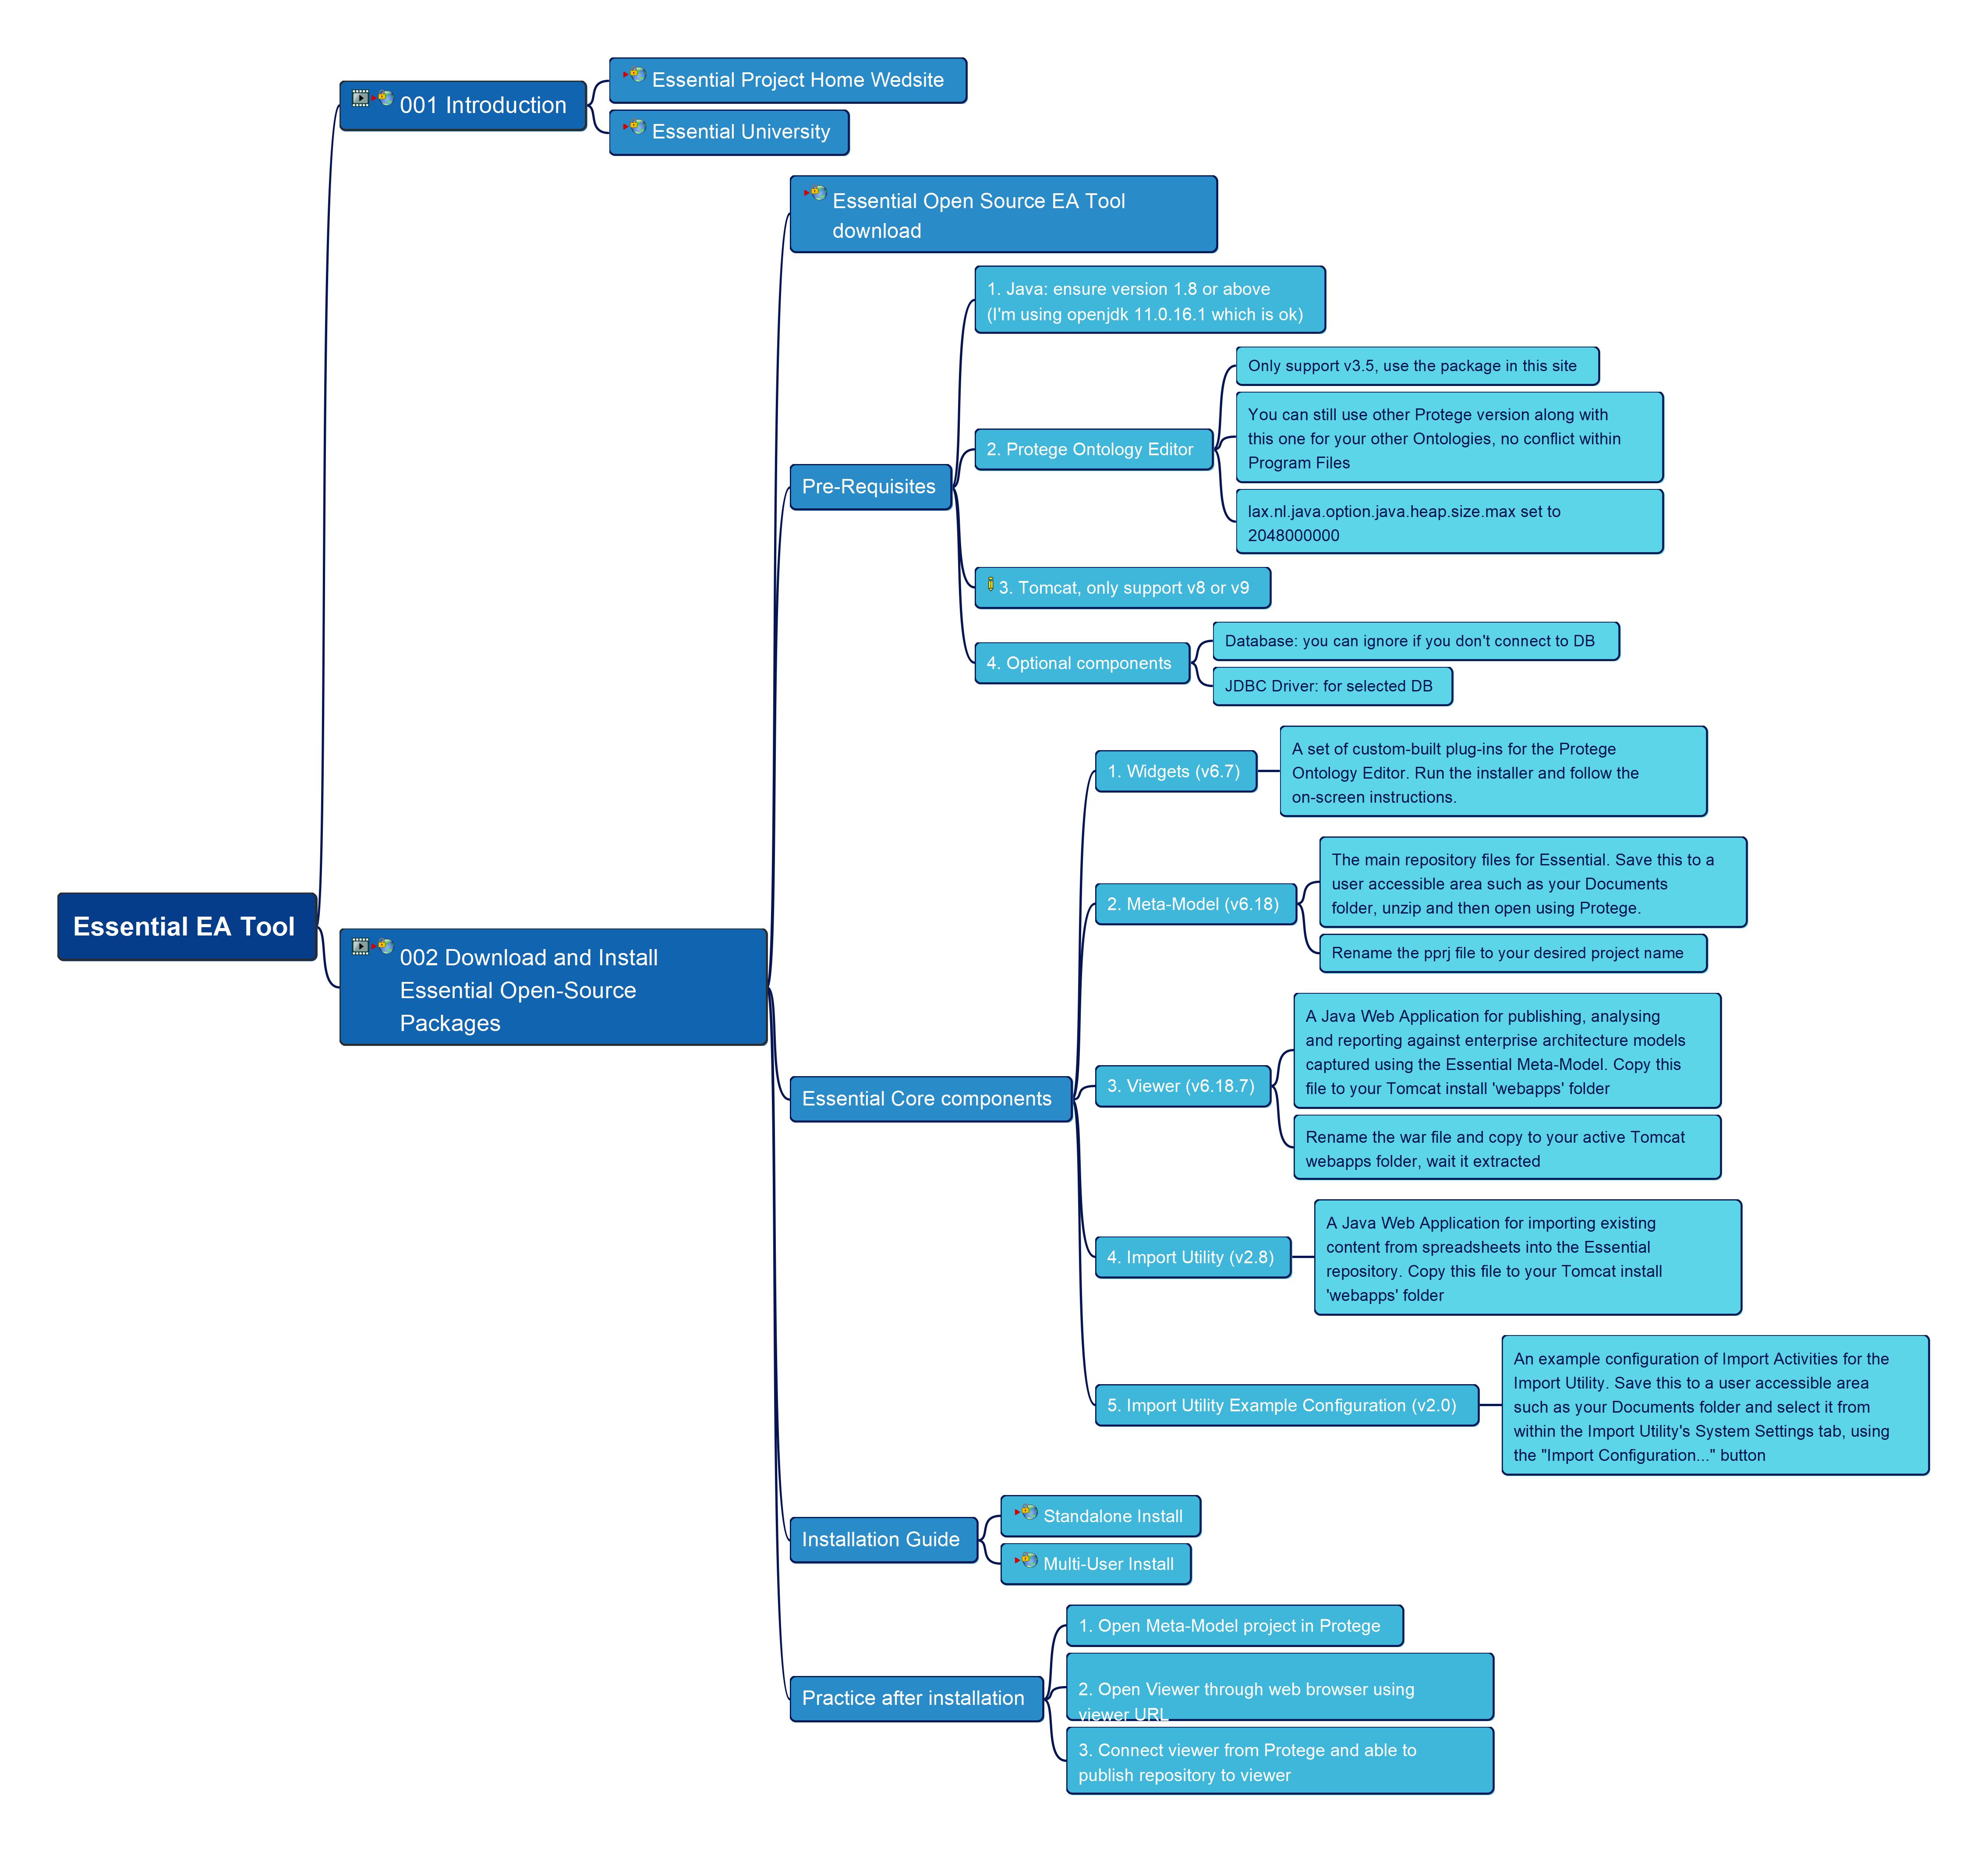 Essential EA Tool
001 Introduction
Essential Project Home Wedsite
Essential University
002 Download and Install
Essential Open-Source
Packages
Essential Open Source EA Tool
download
Pre-Requisites
1. Java: ensure version 1.8 or above
(I'm using openjdk 11.0.16.1 which is ok)
2. Protege Ontology Editor
Only support v3.5, use the package in this site
You can still use other Protege version along with
this one for your other Ontologies, no conflict within
Program Files
lax.nl.java.option.java.heap.size.max set to
2048000000
3. Tomcat, only support v8 or v9
4. Optional components
Database: you can ignore if you don't connect to DB
JDBC Driver: for selected DB
Essential Core components
1. Widgets (v6.7)
A set of custom-built plug-ins for the Protege
Ontology Editor. Run the installer and follow the
on-screen instructions.
2. Meta-Model (v6.18)
The main repository files for Essential. Save this to a
user accessible area such as your Documents
folder, unzip and then open using Protege.
Rename the pprj file to your desired project name
3. Viewer (v6.18.7)
A Java Web Application for publishing, analysing
and reporting against enterprise architecture models
captured using the Essential Meta-Model. Copy this
file to your Tomcat install 'webapps' folder
Rename the war file and copy to your active Tomcat
webapps folder, wait it extracted
4. Import Utility (v2.8)
A Java Web Application for importing existing
content from spreadsheets into the Essential
repository. Copy this file to your Tomcat install
'webapps' folder
5. Import Utility Example Configuration (v2.0)
An example configuration of Import Activities for the
Import Utility. Save this to a user accessible area
such as your Documents folder and select it from
within the Import Utility's System Settings tab, using
the "Import Configuration..." button
Installation Guide
Standalone Install
Multi-User Install
Practice after installation
1. Open Meta-Model project in Protege
2. Open Viewer through web browser using
viewer URL
3. Connect viewer from Protege and able to
publish repository to viewer